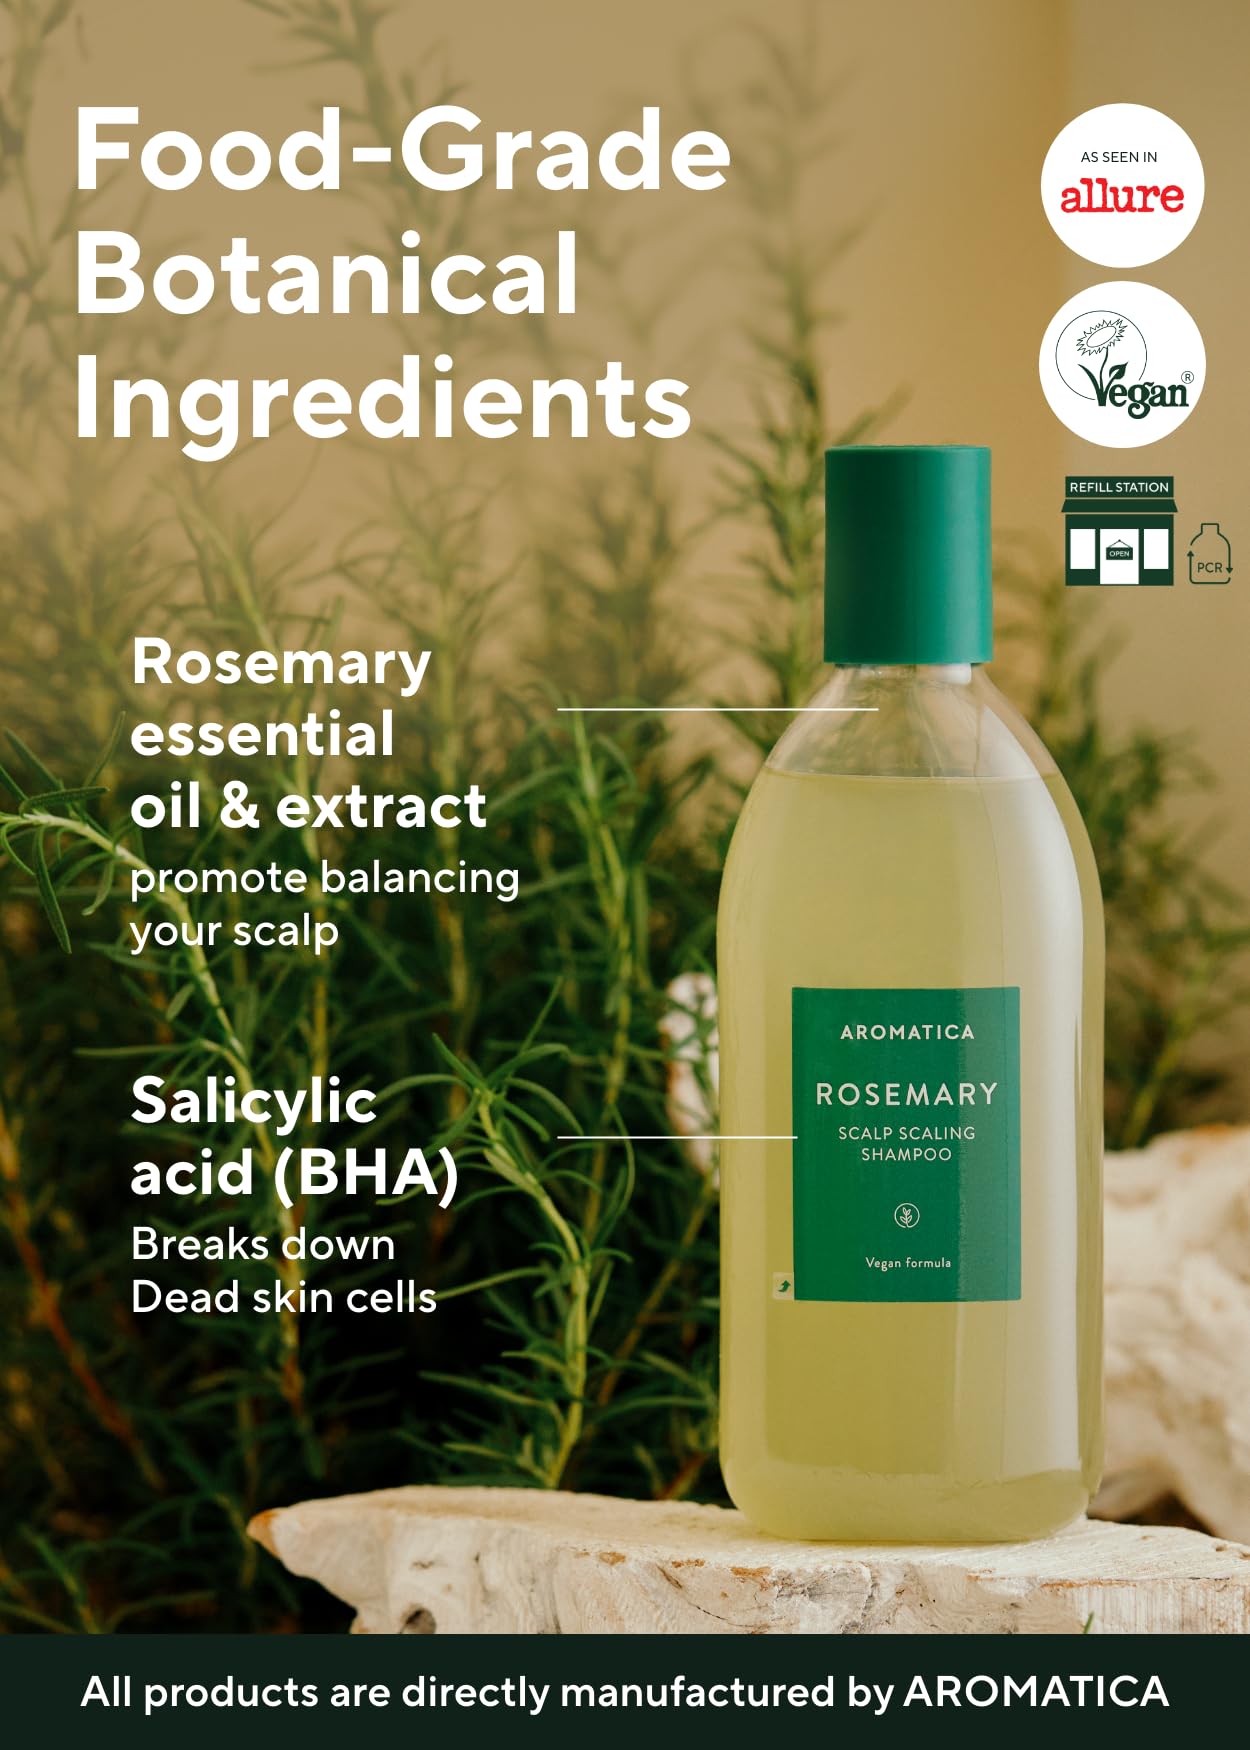 Food-Grade
Botanical
Ingredients
AS SEEN IN
allure
Vegan®
REFILL STATION
OPEN
PCR
Rosemary
essential
oil & extract
promote balancing
your scalp
Salicylic
acid (BHA)
Breaks down
Dead skin cells
AROMATICA
ROSEMARY
SCALP SCALING
SHAMPOO
Vegan formula
All products are directly manufactured by AROMATICA